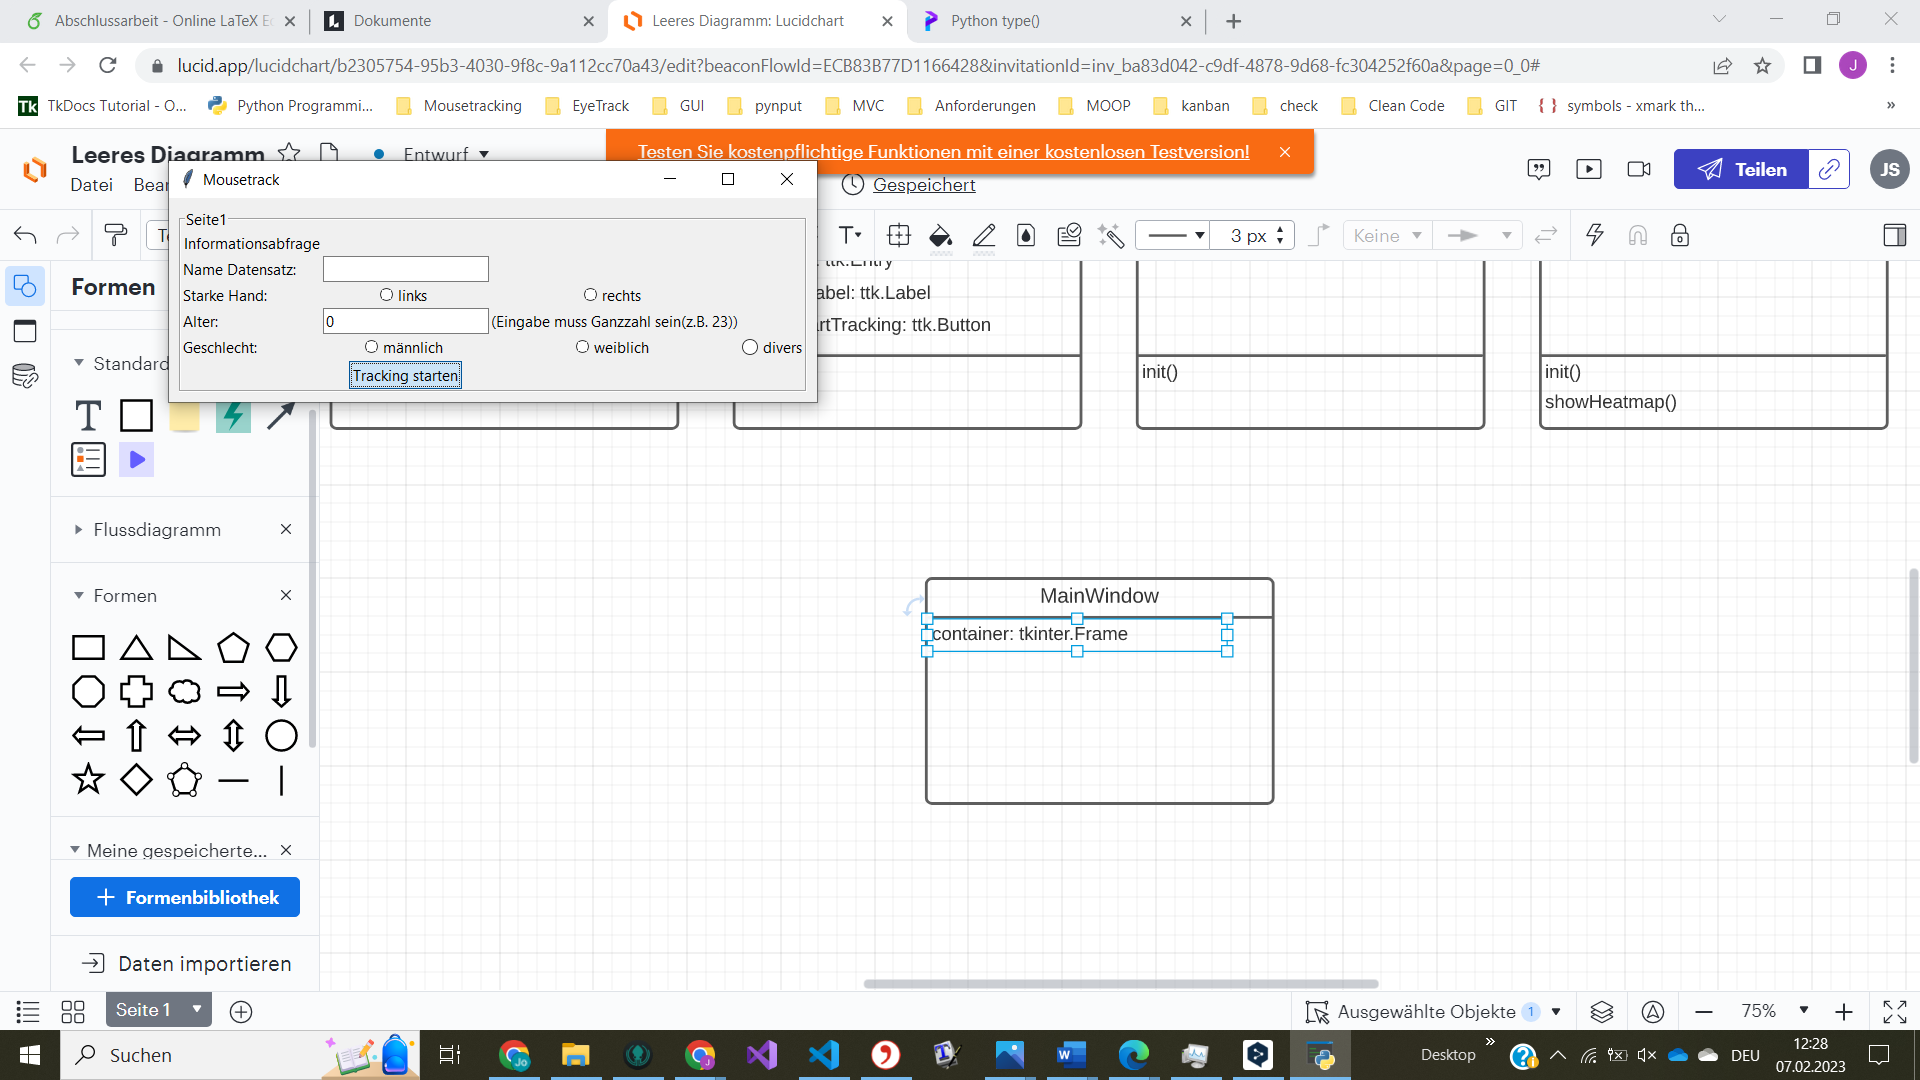 Abschlussarbeit - Online LaTeX E
Dokumente
Leeres Diagramm: Lucidchart
Python type()
lucid.app/lucidchart/b2305754-95b3-4030-9f8c-9a112cc70a43/edit?beaconFlowId=ECB83B77D1166428&invitationId=inv_ba83d042-c9df-4878-9d68-fc304252f60a&page=0_0#
J
Tk TkDocs Tutorial - O...
Python Programmi...
Mousetracking
EyeTrack
GUI
pynput
MVC
Anforderungen
MOOP
kanban
check
Clean Code
GIT
symbols - xmark th...
»
Leeres Diagramm
Entwurf
Testen Sie kostenpflichtige Funktionen mit einer kostenlosen Testversion!
Datei
Bear
Gespeichert
Teilen
JS
Mousetrack
3 px
Keine
Seite1
Informationsabfrage
Name Datensatz:
Starke Hand:
links
rechts
Alter:
0
(Eingabe muss Ganzzahl sein(z.B. 23))
Geschlecht:
männlich
weiblich
divers
Tracking starten
Formen
Standard
Flussdiagramm
Formen
Meine gespeicherte...
+ Formenbibliothek
Daten importieren
ttk.Entry
abel: ttk.Label
artTracking: ttk.Button
init()
init()
showHeatmap()
MainWindow
container: tkinter.Frame
Seite 1
Ausgewählte Objekte 1
75%
Suchen
Desktop
»
DEU
12:28
07.02.2023